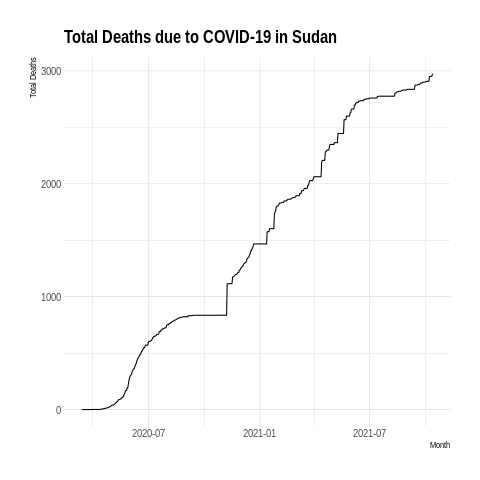 Total Deaths due to COVID-19 in Sudan
Total Deaths
3000
2000
1000
0
2020-07 2021-01 2021-07
Month